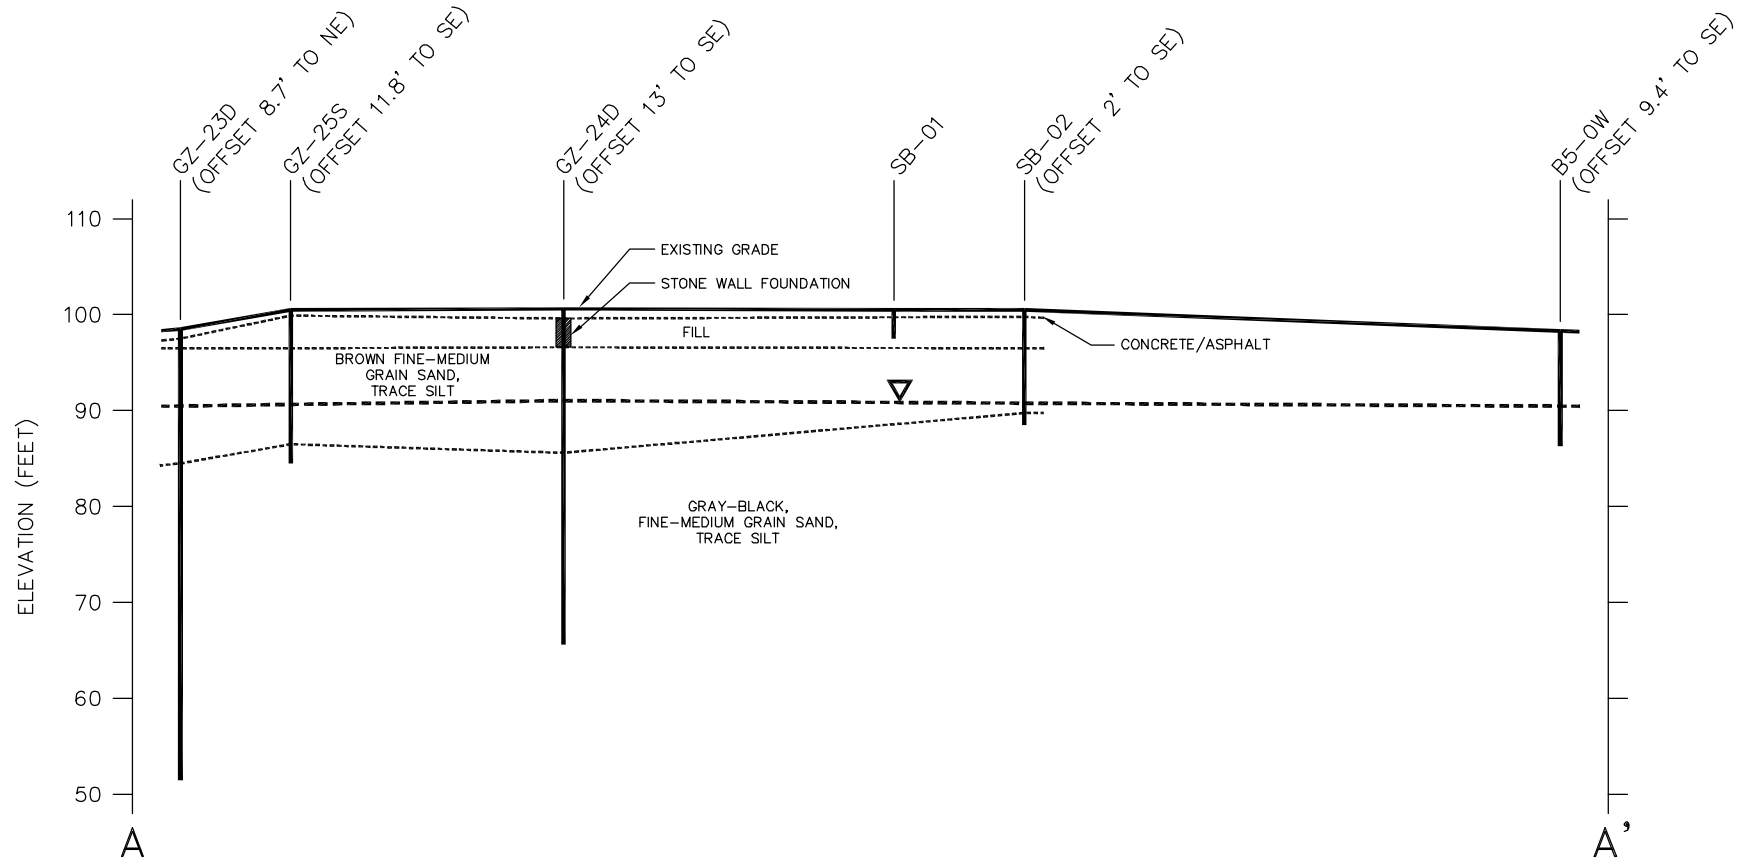 GZ-23D
(OFFSET 8.7' TO NE)
GZ-25S
(OFFSET 11.8' TO SE)
GZ-24D
(OFFSET 13' TO SE)
SB-01
SB-02
(OFFSET 2' TO SE)
B5-OW
(OFFSET 9.4' TO SE)
110
100
90
80
70
60
50
ELEVATION (FEET)
EXISTING GRADE
STONE WALL FOUNDATION
FILL
CONCRETE/ASPHALT
BROWN FINE-MEDIUM
GRAIN SAND,
TRACE SILT
GRAY-BLACK,
FINE-MEDIUM GRAIN SAND,
TRACE SILT
A
A'